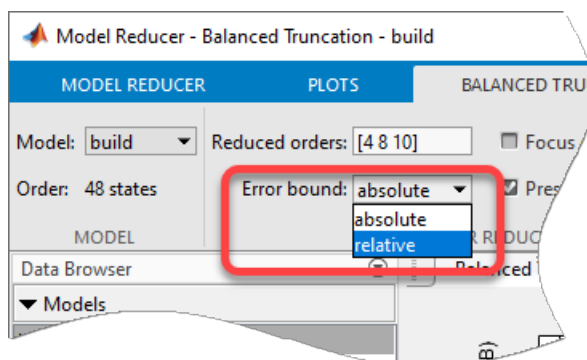 Model Reducer - Balanced Truncation - build
MODEL REDUCER PLOTS BALANCED TRU
Model: build Reduced orders: [4 8 10] Focus
Order: 48 states Error bound: absolute Pres
absolute
relative
MODEL R REDUC
Data Browser Balanced
Models